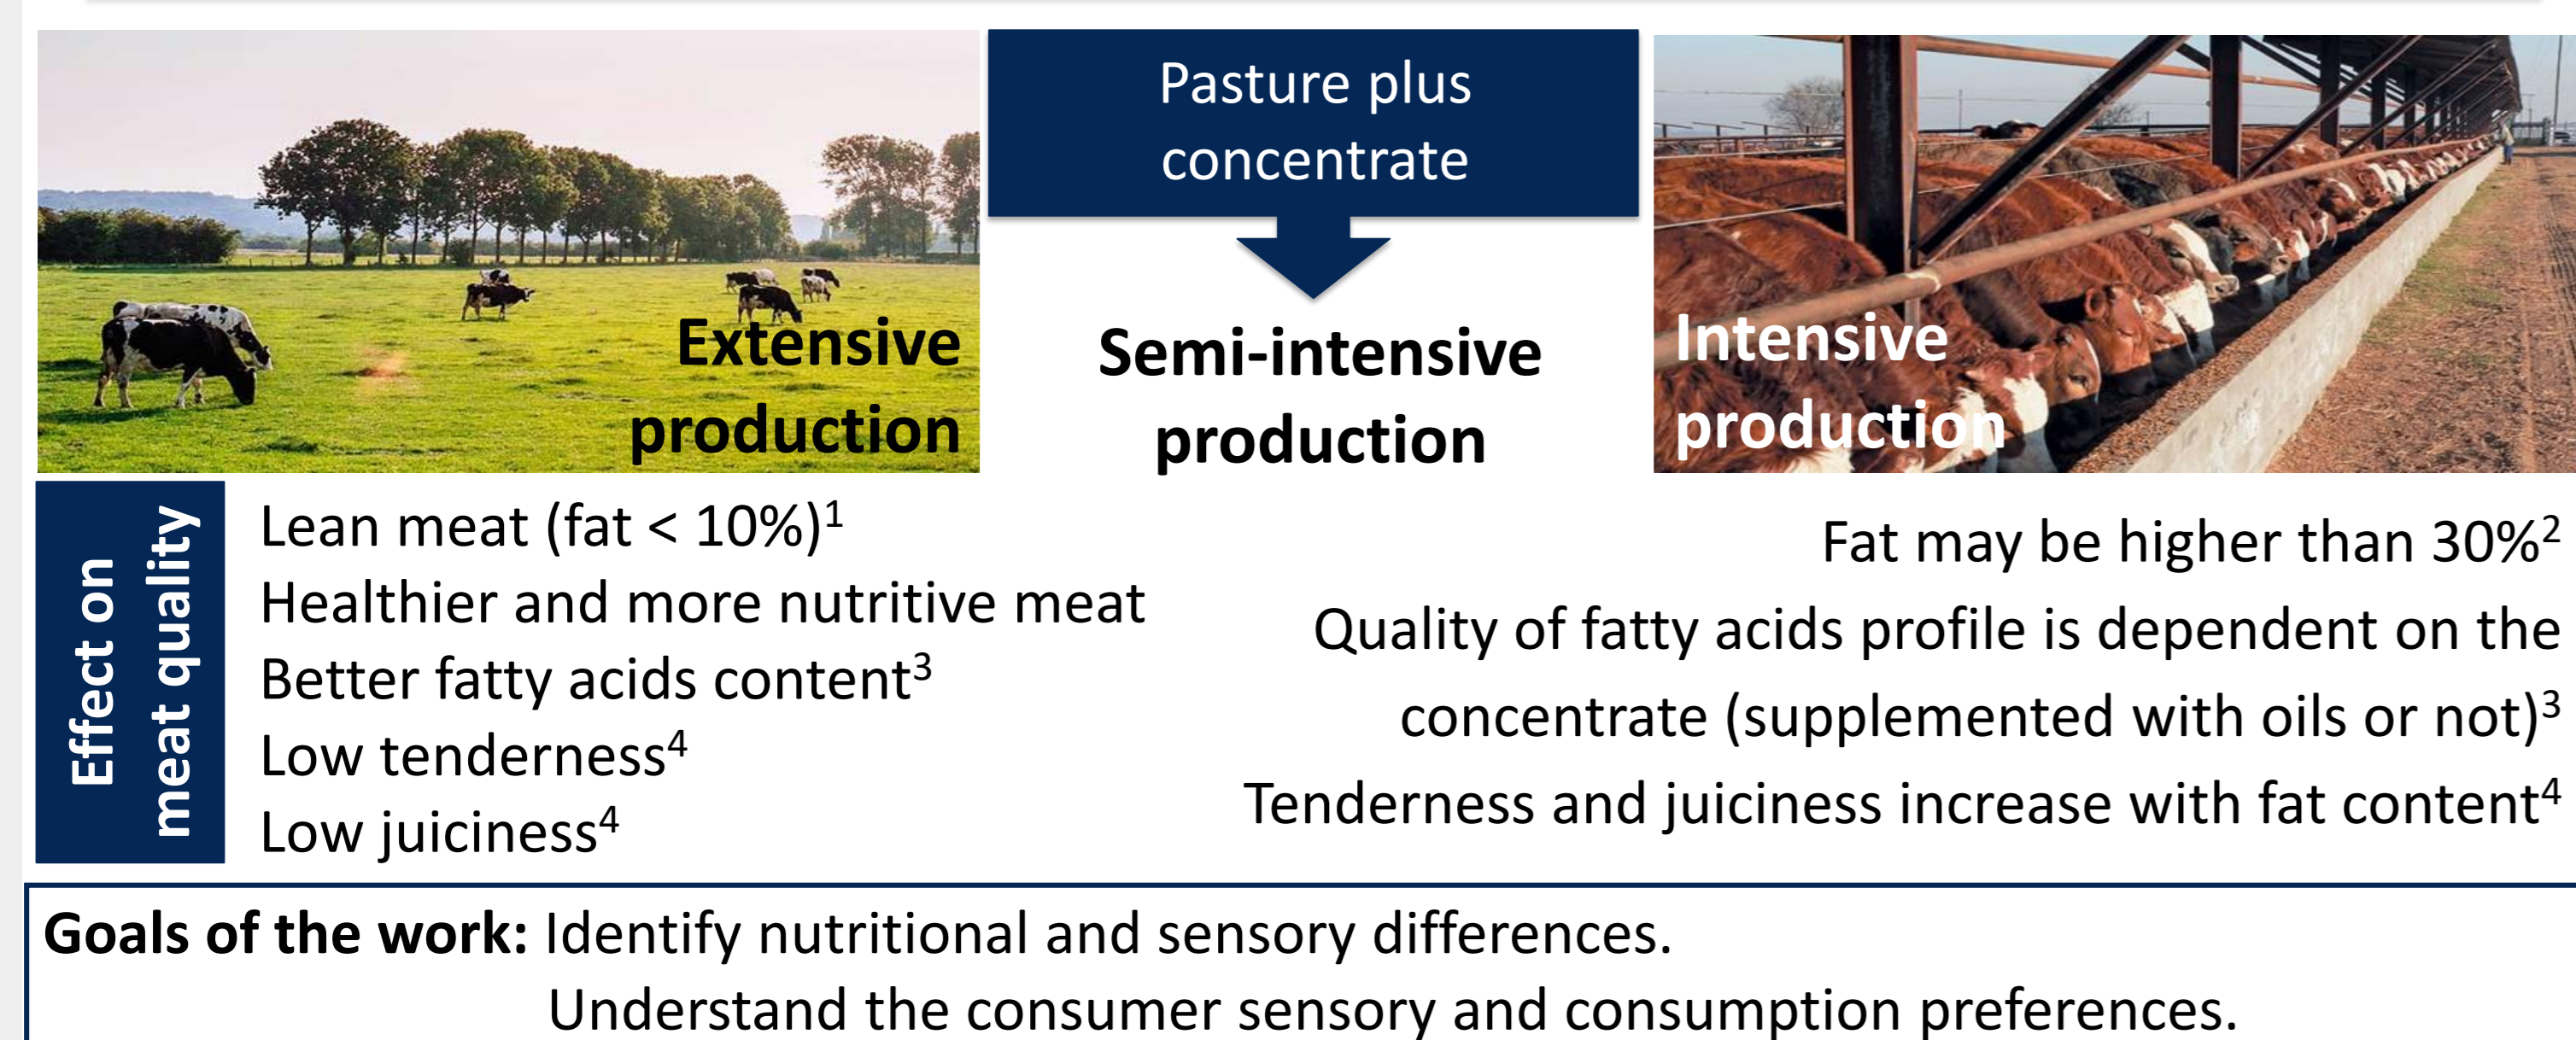 Pasture plus
concentrate
Extensive
production
Semi-intensive
production
Intensive
production
Effect on
meat quality
Lean meat (fat < 10%)¹
Healthier and more nutritive meat
Better fatty acids content³
Low tenderness⁴
Low juiciness⁴
Fat may be higher than 30%²
Quality of fatty acids profile is dependent on the
concentrate (supplemented with oils or not)³
Tenderness and juiciness increase with fat content⁴
Goals of the work: Identify nutritional and sensory differences.
Understand the consumer sensory and consumption preferences.